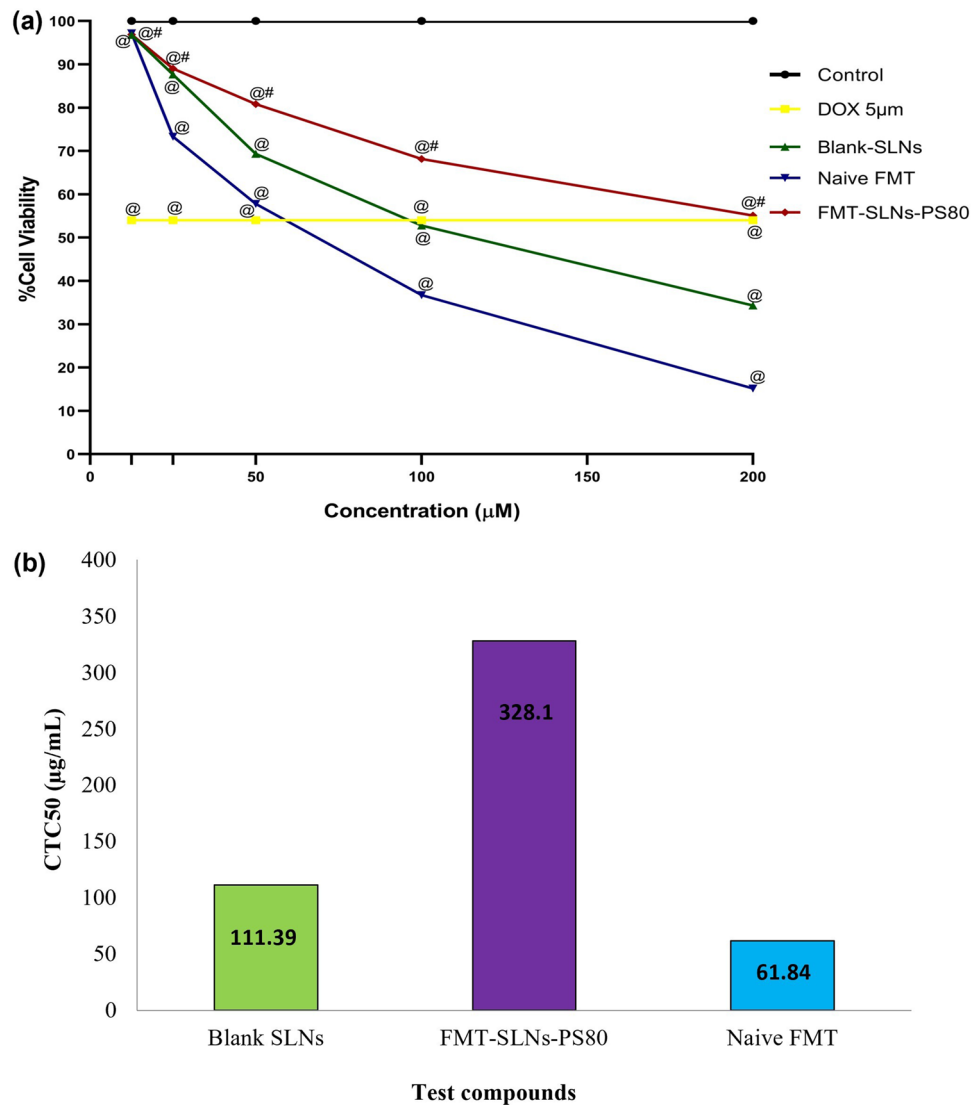 (a)
100
90
80
70
60
50
40
30
20
10
0
%Cell Viability
@ @#
@# @ @
@# @ @
@# @ @ @
@# @ @ @
@ @ @
0 50 100 150 200
Concentration (μM)
Control
DOX 5μm
Blank-SLNs
Naive FMT
FMT-SLNs-PS80
(b)
400
350
300
250
200
150
100
50
0
CTC50 (μg/mL)
111.39
328.1
61.84
Blank SLNs FMT-SLNs-PS80 Naive FMT
Test compounds